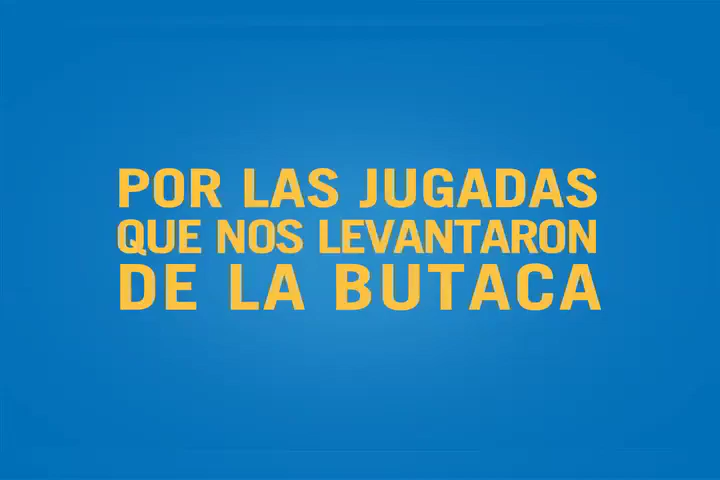 POR LAS JUGADAS
QUE NOS LEVANTARON
DE LA BUTACA